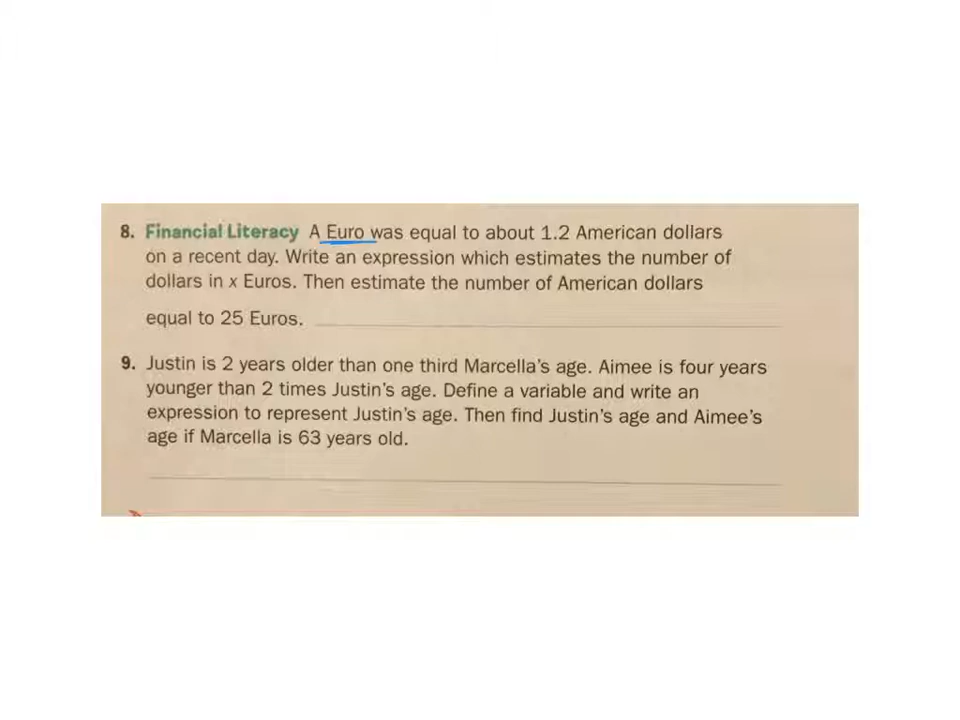 8. Financial Literacy A Euro was equal to about 1.2 American dollars
on a recent day. Write an expression which estimates the number of
dollars in x Euros. Then estimate the number of American dollars
equal to 25 Euros.
9. Justin is 2 years older than one third Marcella's age. Aimee is four years
younger than 2 times Justin's age. Define a variable and write an
expression to represent Justin's age. Then find Justin's age and Aimee's
age if Marcella is 63 years old.